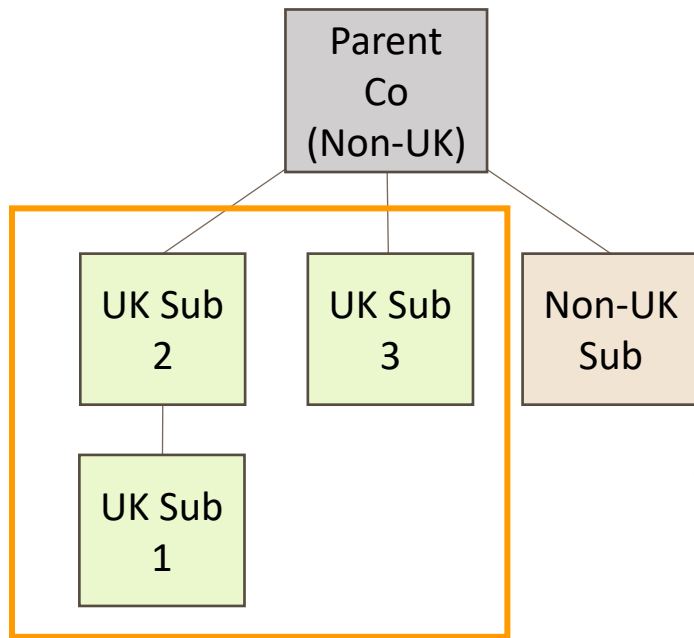 Parent
Co
(Non-UK)
UK Sub
2
UK Sub
3
Non-UK
Sub
UK Sub
1